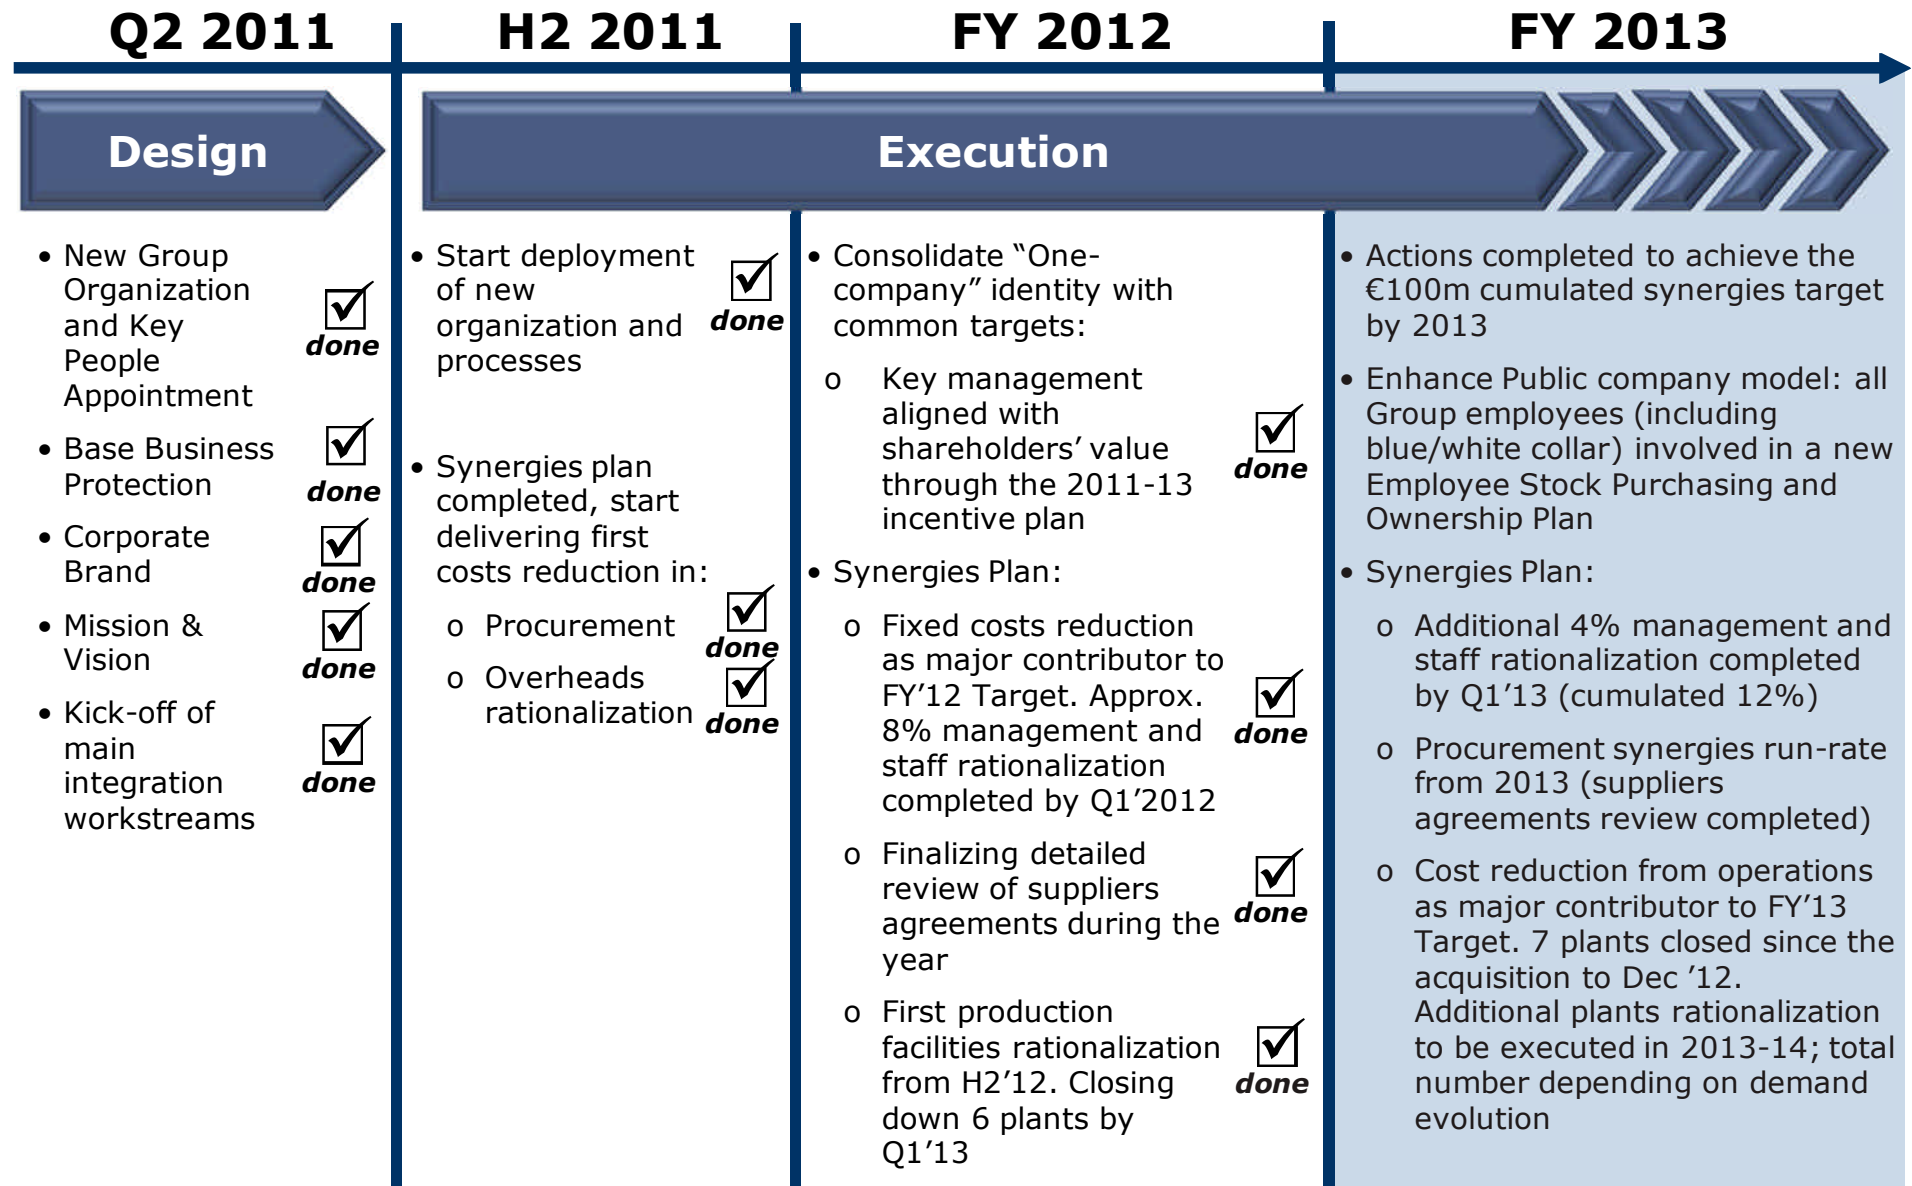 Q2 2011
H2 2011
FY 2012
FY 2013
Design
Execution
• New Group
Organization
and Key
People
Appointment
done
• Base Business
Protection
done
• Corporate
Brand
done
• Mission &
Vision
done
• Kick-off of
main
integration
workstreams
done
• Start deployment
of new
organization and
processes
done
• Synergies plan
completed, start
delivering first
costs reduction in:
o Procurement
done
o Overheads
rationalization
done
• Consolidate “One-
company” identity with
common targets:
o Key management
aligned with
shareholders’ value
through the 2011-13
incentive plan
done
• Synergies Plan:
o Fixed costs reduction
as major contributor to
FY’12 Target. Approx.
8% management and
staff rationalization
completed by Q1’2012
done
o Finalizing detailed
review of suppliers
agreements during the
year
done
o First production
facilities rationalization
from H2’12. Closing
down 6 plants by
Q1’13
done
• Actions completed to achieve the
€100m cumulated synergies target
by 2013
• Enhance Public company model: all
Group employees (including
blue/white collar) involved in a new
Employee Stock Purchasing and
Ownership Plan
• Synergies Plan:
o Additional 4% management and
staff rationalization completed
by Q1’13 (cumulated 12%)
o Procurement synergies run-rate
from 2013 (suppliers
agreements review completed)
o Cost reduction from operations
as major contributor to FY’13
Target. 7 plants closed since the
acquisition to Dec ’12.
Additional plants rationalization
to be executed in 2013-14; total
number depending on demand
evolution